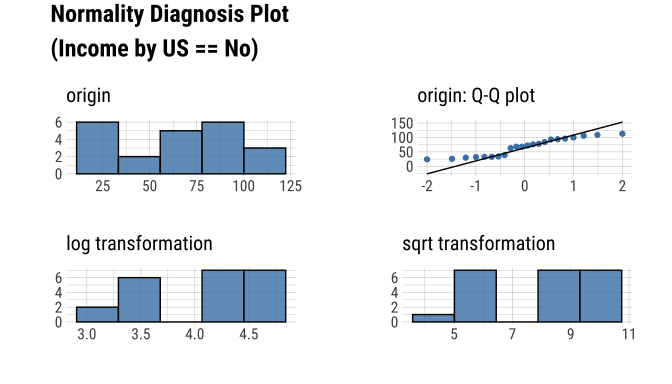 Normality Diagnosis Plot
(Income by US == No)
origin
6
4
2
0
25 50 75 100 125
origin: Q-Q plot
150
100
50
0
-2 -1 0 1 2
log transformation
6
4
2
0
3.0 3.5 4.0 4.5
sqrt transformation
6
4
2
0
5 7 9 11